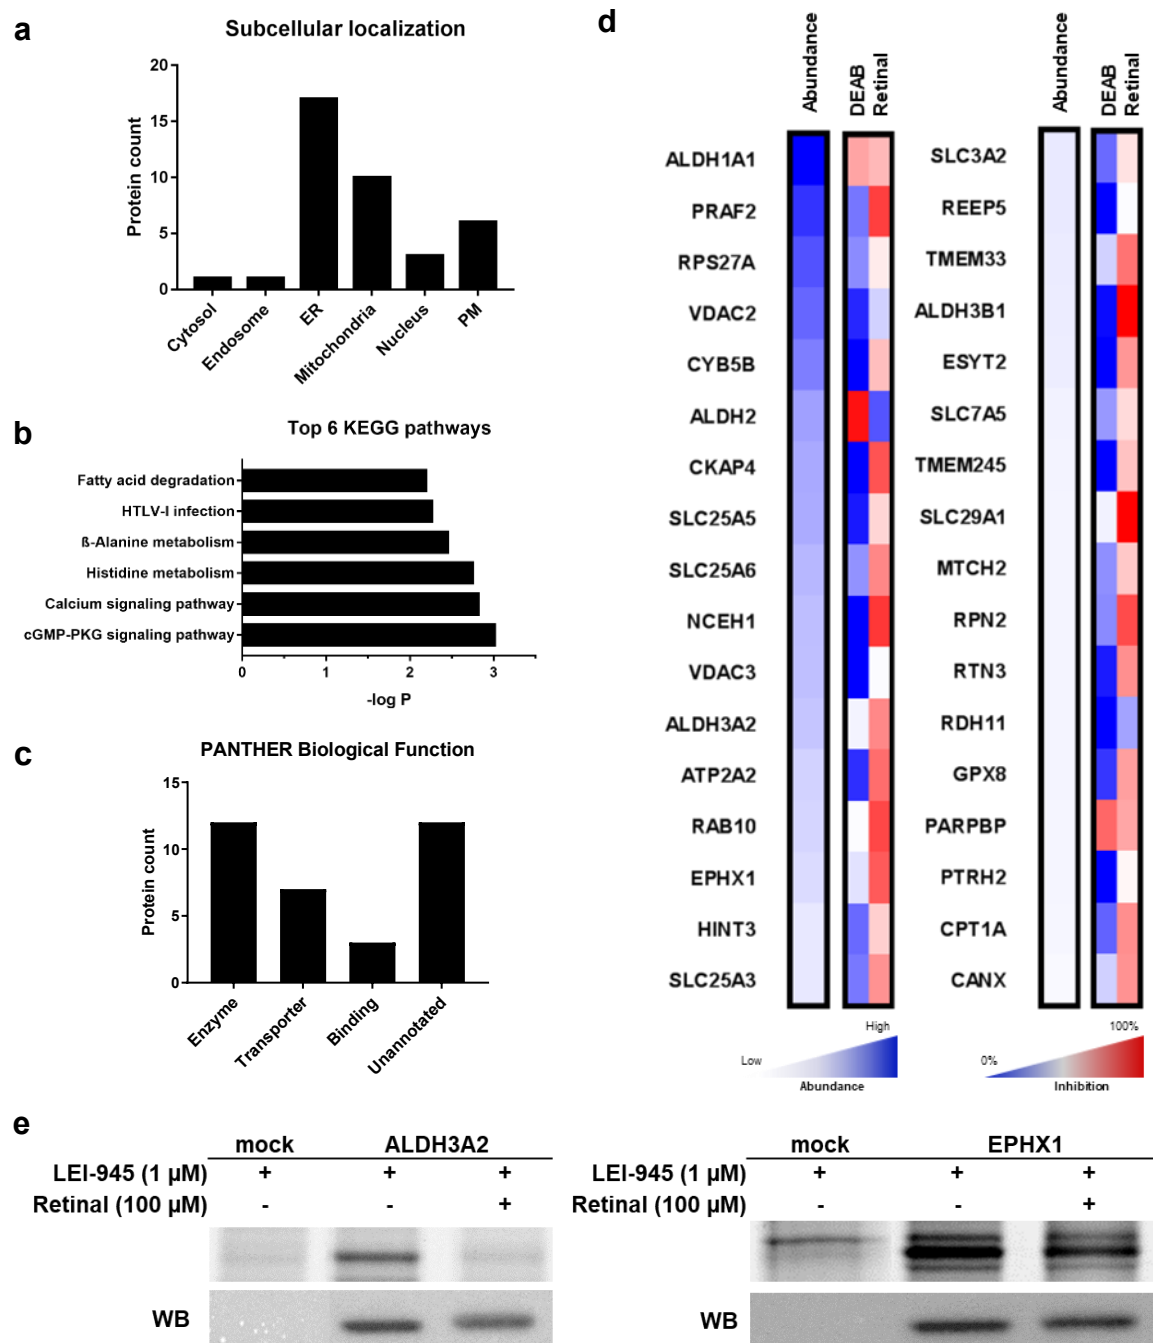 a
Subcellular localization
Protein count
20
15
10
5
0
Cytosol
Endosome
ER
Mitochondria
Nucleus
PM
b
Top 6 KEGG pathways
Fatty acid degradation
HTLV-I infection
ß-Alanine metabolism
Histidine metabolism
Calcium signaling pathway
cGMP-PKG signaling pathway
0 1 2 3
-log P
c
PANTHER Biological Function
Protein count
15
10
5
0
Enzyme
Transporter
Binding
Unannotated
d
Abundance
DEAB
Retinal
ALDH1A1
PRAF2
RPS27A
VDAC2
CYB5B
ALDH2
CKAP4
SLC25A5
SLC25A6
NCEH1
VDAC3
ALDH3A2
ATP2A2
RAB10
EPHX1
HINT3
SLC25A3
Abundance
DEAB
Retinal
SLC3A2
REEP5
TMEM33
ALDH3B1
ESYT2
SLC7A5
TMEM245
SLC29A1
MTCH2
RPN2
RTN3
RDH11
GPX8
PARPBP
PTRH2
CPT1A
CANX
High
Low
Abundance
100%
0%
Inhibition
e
mock ALDH3A2
LEI-945 (1 µM) + + +
Retinal (100 µM) - - +
WB
mock EPHX1
LEI-945 (1 µM) + + +
Retinal (100 µM) - - +
WB